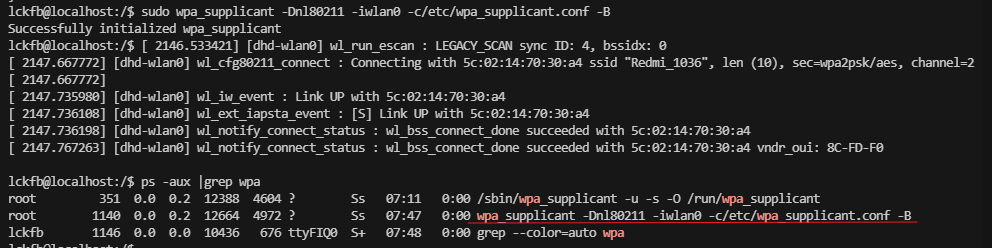 lckfb@localhost:/$ sudo wpa_supplicant -Dnl80211 -iwlan0 -c/etc/wpa_supplicant.conf -B
Successfully initialized wpa_supplicant
lckfb@localhost:/$ [ 2146.533421] [dhd-wlan0] wl_run_escan : LEGACY_SCAN sync ID: 4, bssidx: 0
[ 2147.667772] [dhd-wlan0] wl_cfg80211_connect : Connecting with 5c:02:14:70:30:a4 ssid "Redmi_1036", len (10), sec=wpa2psk/aes, channel=2
[ 2147.667772]
[ 2147.735980] [dhd-wlan0] wl_iw_event : Link UP with 5c:02:14:70:30:a4
[ 2147.736108] [dhd-wlan0] wl_ext_iapsta_event : [S] Link UP with 5c:02:14:70:30:a4
[ 2147.736198] [dhd-wlan0] wl_notify_connect_status : wl_bss_connect_done succeeded with 5c:02:14:70:30:a4
[ 2147.767263] [dhd-wlan0] wl_notify_connect_status : wl_bss_connect_done succeeded with 5c:02:14:70:30:a4 vndr_oui: 8C-FD-F0
lckfb@localhost:/$ ps -aux |grep wpa
root 351 0.0 0.2 12388 4604 ? Ss 07:11 0:00 /sbin/wpa_supplicant -u -s -O /run/wpa_supplicant
root 1140 0.0 0.2 12664 4972 ? Ss 07:47 0:00 wpa_supplicant -Dnl80211 -iwlan0 -c/etc/wpa_supplicant.conf -B
lckfb 1146 0.0 0.0 10436 676 ttyFIQ0 S+ 07:48 0:00 grep --color=auto wpa